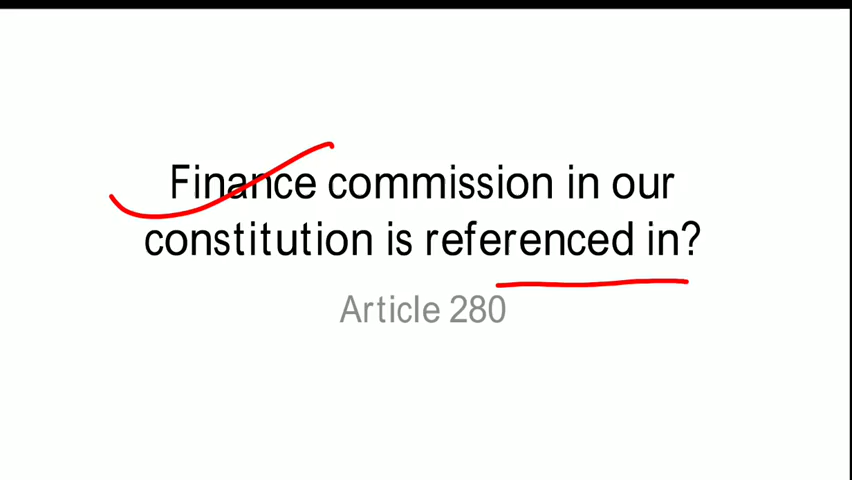 Finance commission in our
constitution is referenced in?
Article 280